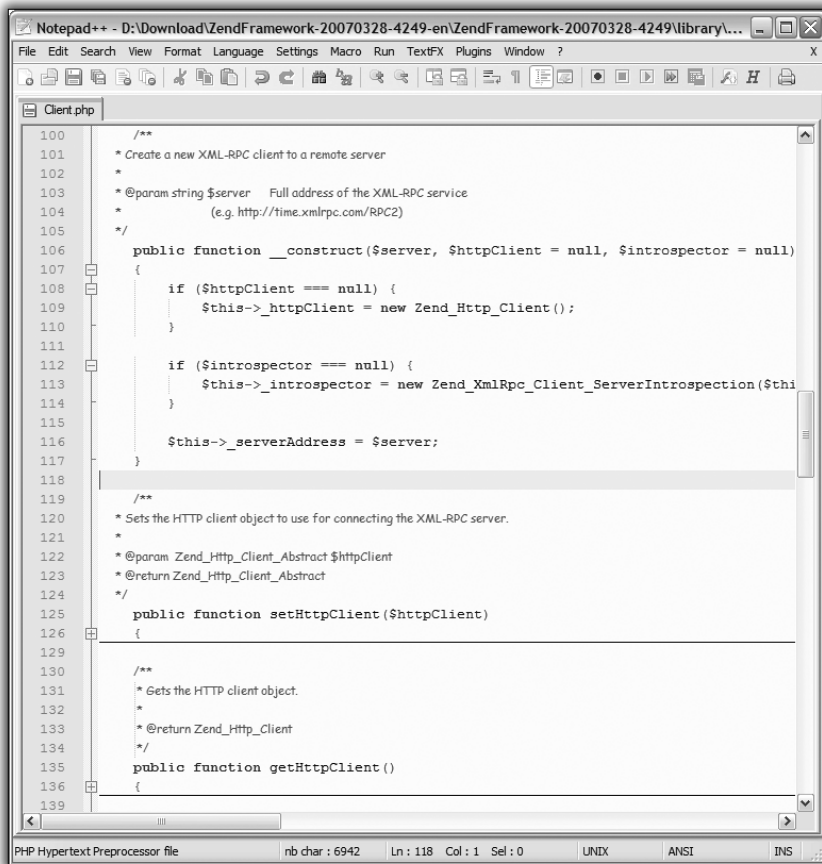 Notepad++ - D:\Download\ZendFramework-20070328-4249-en\ZendFramework-20070328-4249\library\...
File Edit Search View Format Language Settings Macro Run TextFX Plugins Window ? X
Client.php
100 /**
101 * Create a new XML-RPC client to a remote server
102 *
103 * @param string $server Full address of the XML-RPC service
104 * (e.g. http://time.xmlrpc.com/RPC2)
105 */
106 public function __construct($server, $httpClient = null, $introspector = null)
107 {
108 if ($httpClient === null) {
109 $this->_httpClient = new Zend_Http_Client();
110 }
111
112 if ($introspector === null) {
113 $this->_introspector = new Zend_XmlRpc_Client_ServerIntrospection($thi
114 }
115
116 $this->_serverAddress = $server;
117 }
118
119 /**
120 * Sets the HTTP client object to use for connecting the XML-RPC server.
121 *
122 * @param Zend_Http_Client_Abstract $httpClient
123 * @return Zend_Http_Client_Abstract
124 */
125 public function setHttpClient($httpClient)
126 {
129
130 /**
131 * Gets the HTTP client object.
132 *
133 * @return Zend_Http_Client
134 */
135 public function getHttpClient()
136 {
139
PHP Hypertext Preprocessor file nb char : 6942 Ln : 118 Col : 1 Sel : 0 UNIX ANSI INS